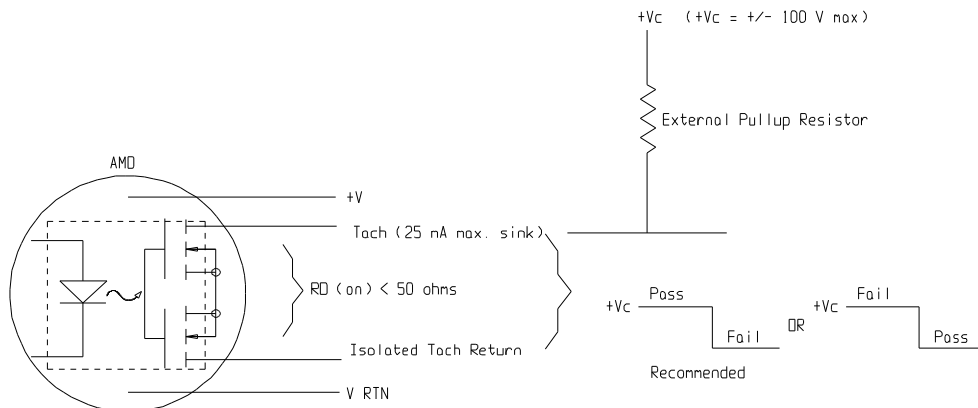 +Vc (+Vc = +/- 100 V max)
External Pullup Resistor
AMD
+V
Tach (25 nA max. sink)
RD (on) < 50 ohms
Isolated Tach Return
V RTN
+Vc Pass Fail
OR
+Vc Fail Pass
Recommended